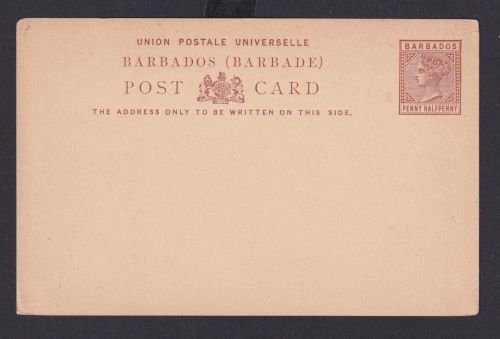 UNION POSTALE UNIVERSELLE
BARBADOS (BARBADE)
POST CARD
THE ADDRESS ONLY TO BE WRITTEN ON THIS SIDE.
BARBADOS
PENNY HALFPENNY